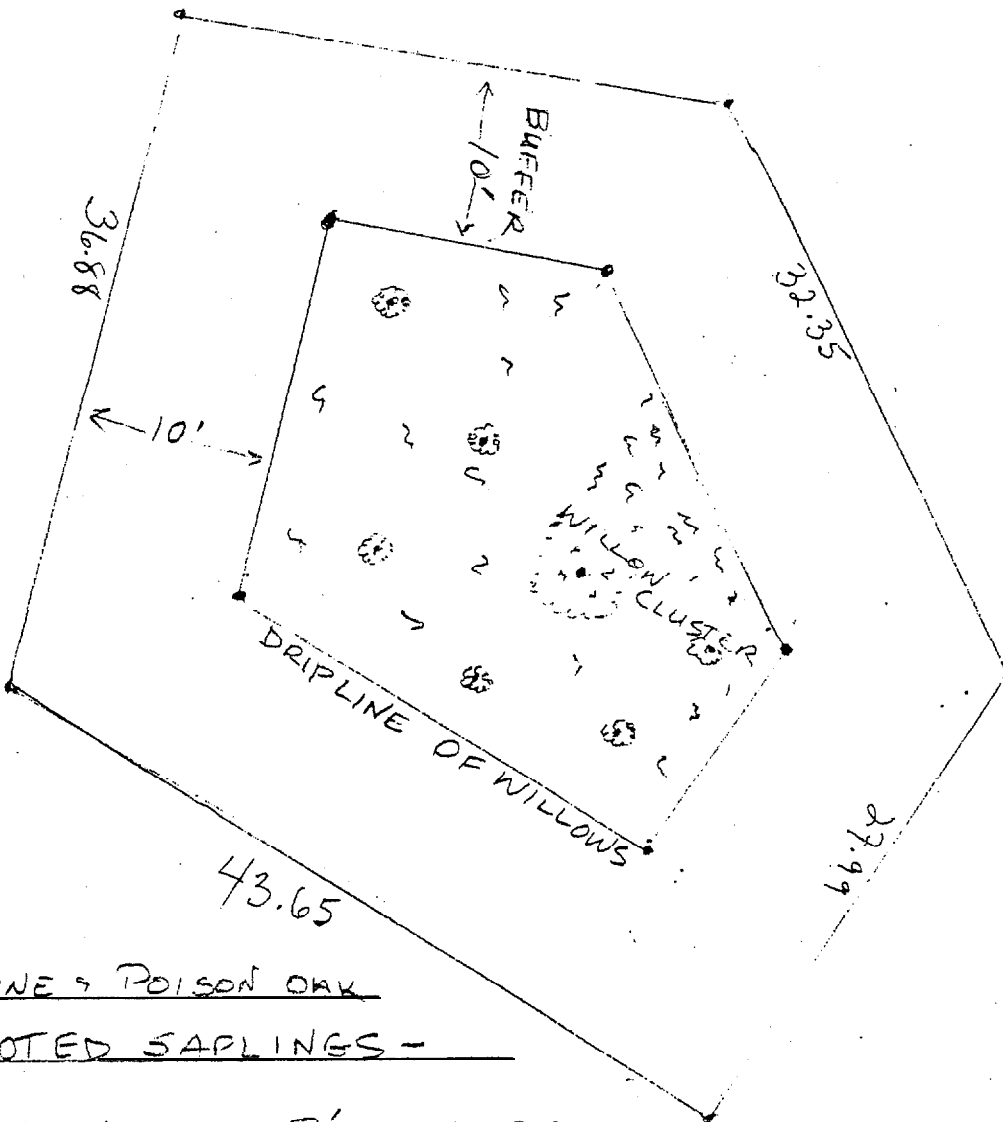 BUFFER
10'
36.88
32.35
10'
WILLOW
CLUSTER
DRIPLINE OF WILLOWS
27.99
43.65
POISON OAK
OTED SAPLINGS -